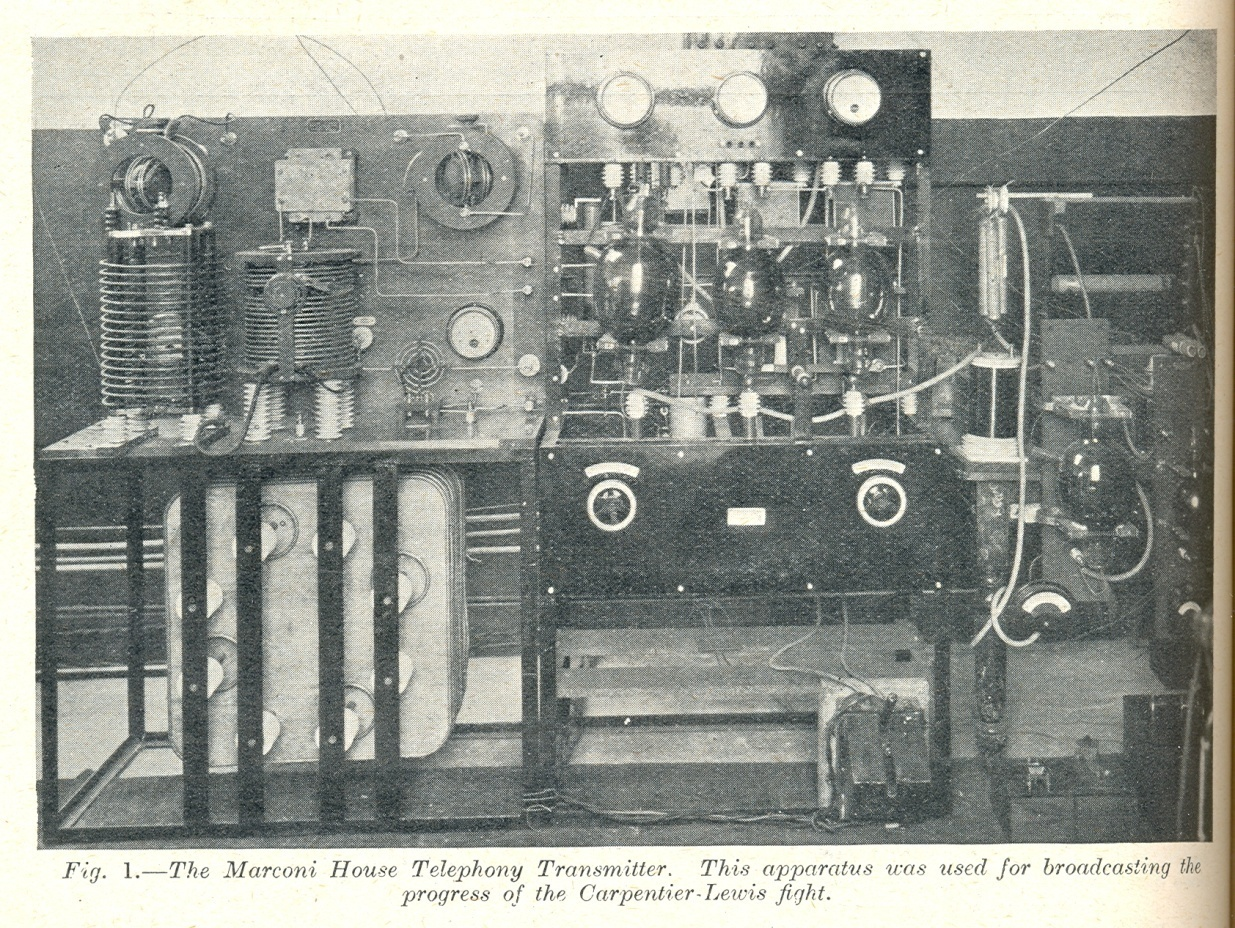 Fig. 1.—The Marconi House Telephony Transmitter. This apparatus was used for broadcasting the
progress of the Carpentier-Lewis fight.